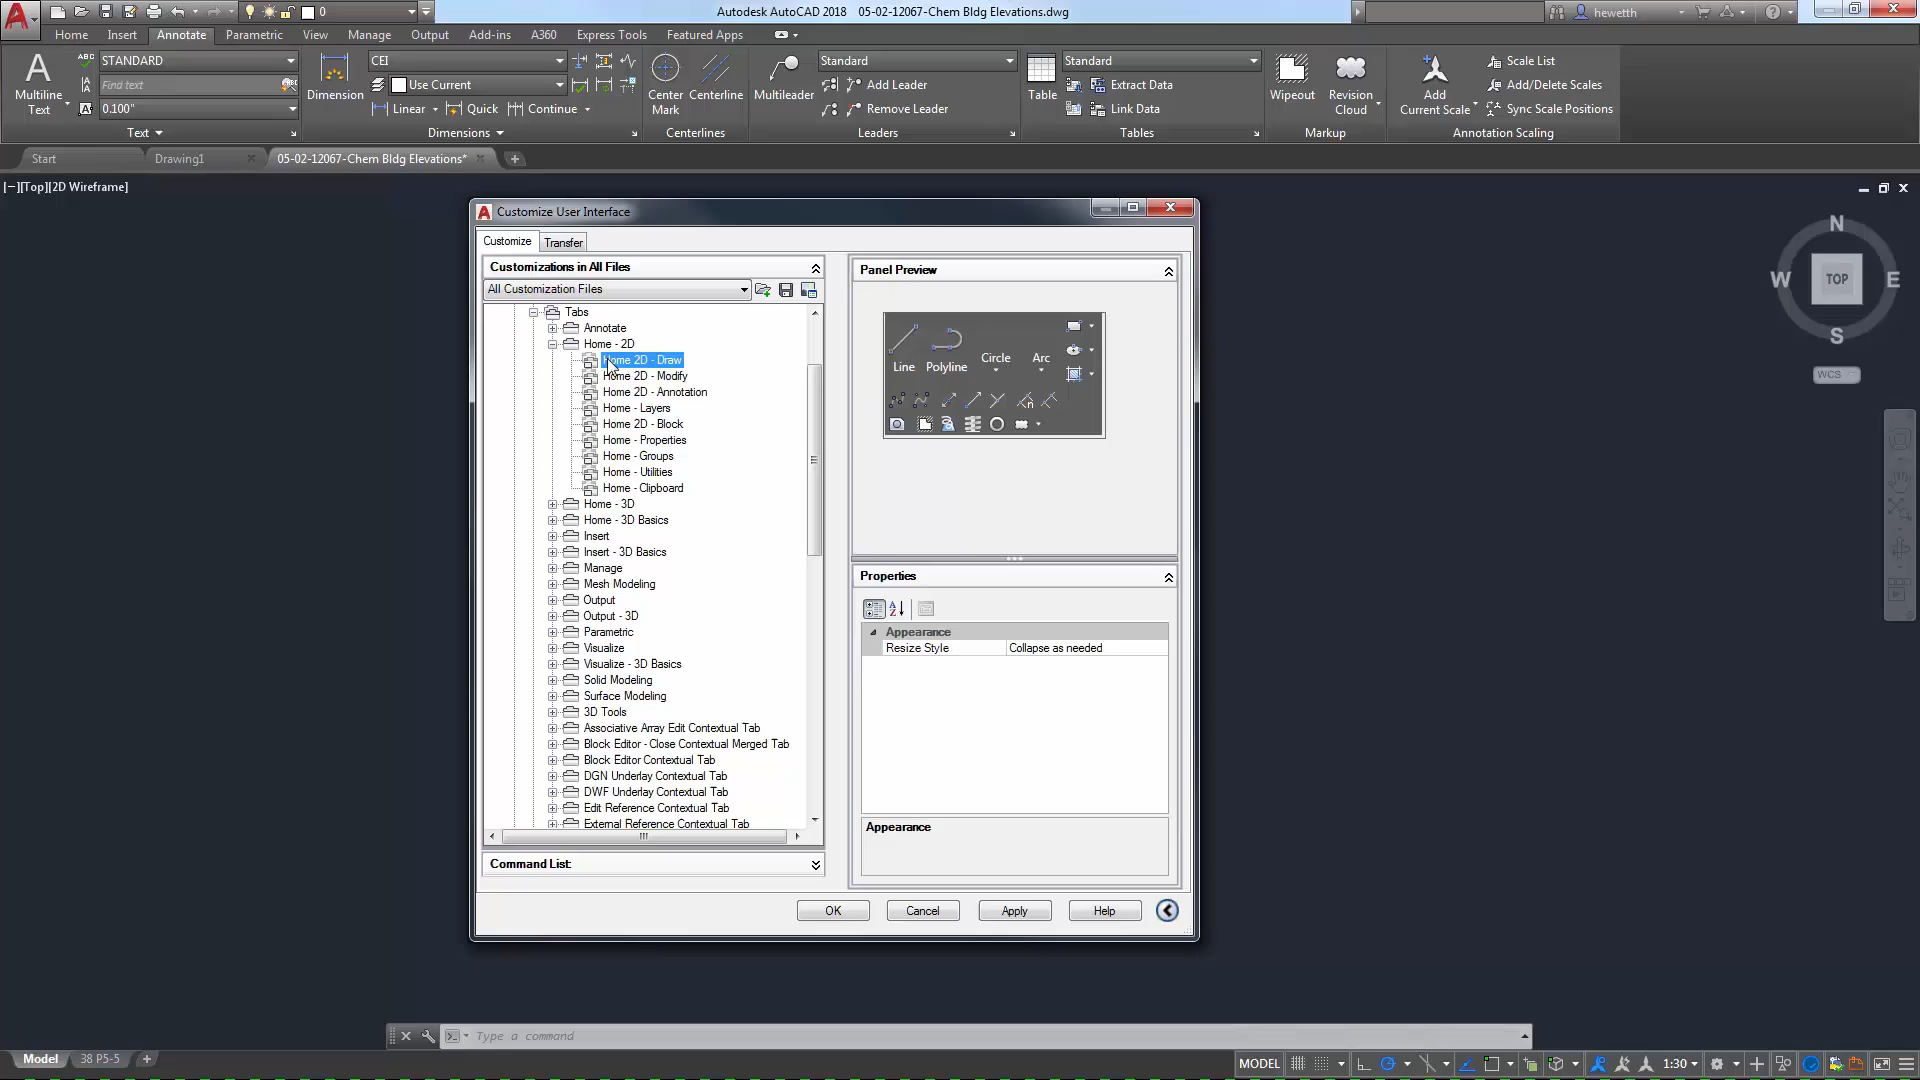 Autodesk AutoCAD 2018 05-02-12067-Chem Bldg Elevations.dwg
0
hewetth
Home Insert Annotate Parametric View Manage Output Add-ins A360 Express Tools Featured Apps
STANDARD
Find text
0.100"
Multiline
Text
Text
Dimension
CEI
Use Current
Linear Quick Continue
Dimensions
Center
Mark
Centerline
Centerlines
Multileader
Standard
Add Leader
Remove Leader
Leaders
Table
Standard
Extract Data
Link Data
Tables
Wipeout
Revision
Cloud
Markup
Add
Current Scale
Scale List
Add/Delete Scales
Sync Scale Positions
Annotation Scaling
Start Drawing1 05-02-12067-Chem Bldg Elevations*
[−][Top][2D Wireframe]
N
W TOP E
S
WCS
Customize User Interface
Customize Transfer
Customizations in All Files
All Customization Files
Tabs
Annotate
Home - 2D
Home 2D - Draw
Home 2D - Modify
Home 2D - Annotation
Home - Layers
Home 2D - Block
Home - Properties
Home - Groups
Home - Utilities
Home - Clipboard
Home - 3D
Home - 3D Basics
Insert
Insert - 3D Basics
Manage
Mesh Modeling
Output
Output - 3D
Parametric
Visualize
Visualize - 3D Basics
Solid Modeling
Surface Modeling
3D Tools
Associative Array Edit Contextual Tab
Block Editor - Close Contextual Merged Tab
Block Editor Contextual Tab
DGN Underlay Contextual Tab
DWF Underlay Contextual Tab
Edit Reference Contextual Tab
External Reference Contextual Tab
Command List:
Panel Preview
Line Polyline Circle Arc
Properties
Appearance
Resize Style Collapse as needed
Appearance
OK Cancel Apply Help
Type a command
Model 38 P5-5
MODEL 1:30